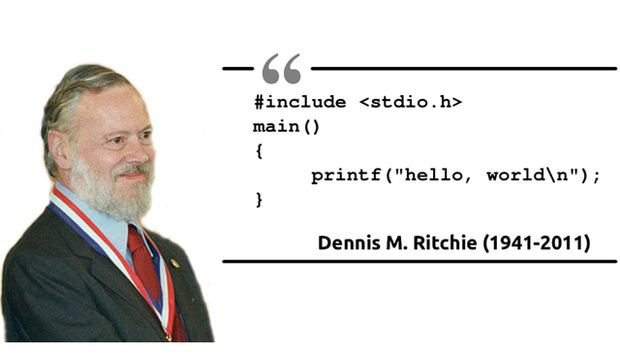 “
#include <stdio.h>
main()
{
     printf("hello, world\n");
}
Dennis M. Ritchie (1941-2011)